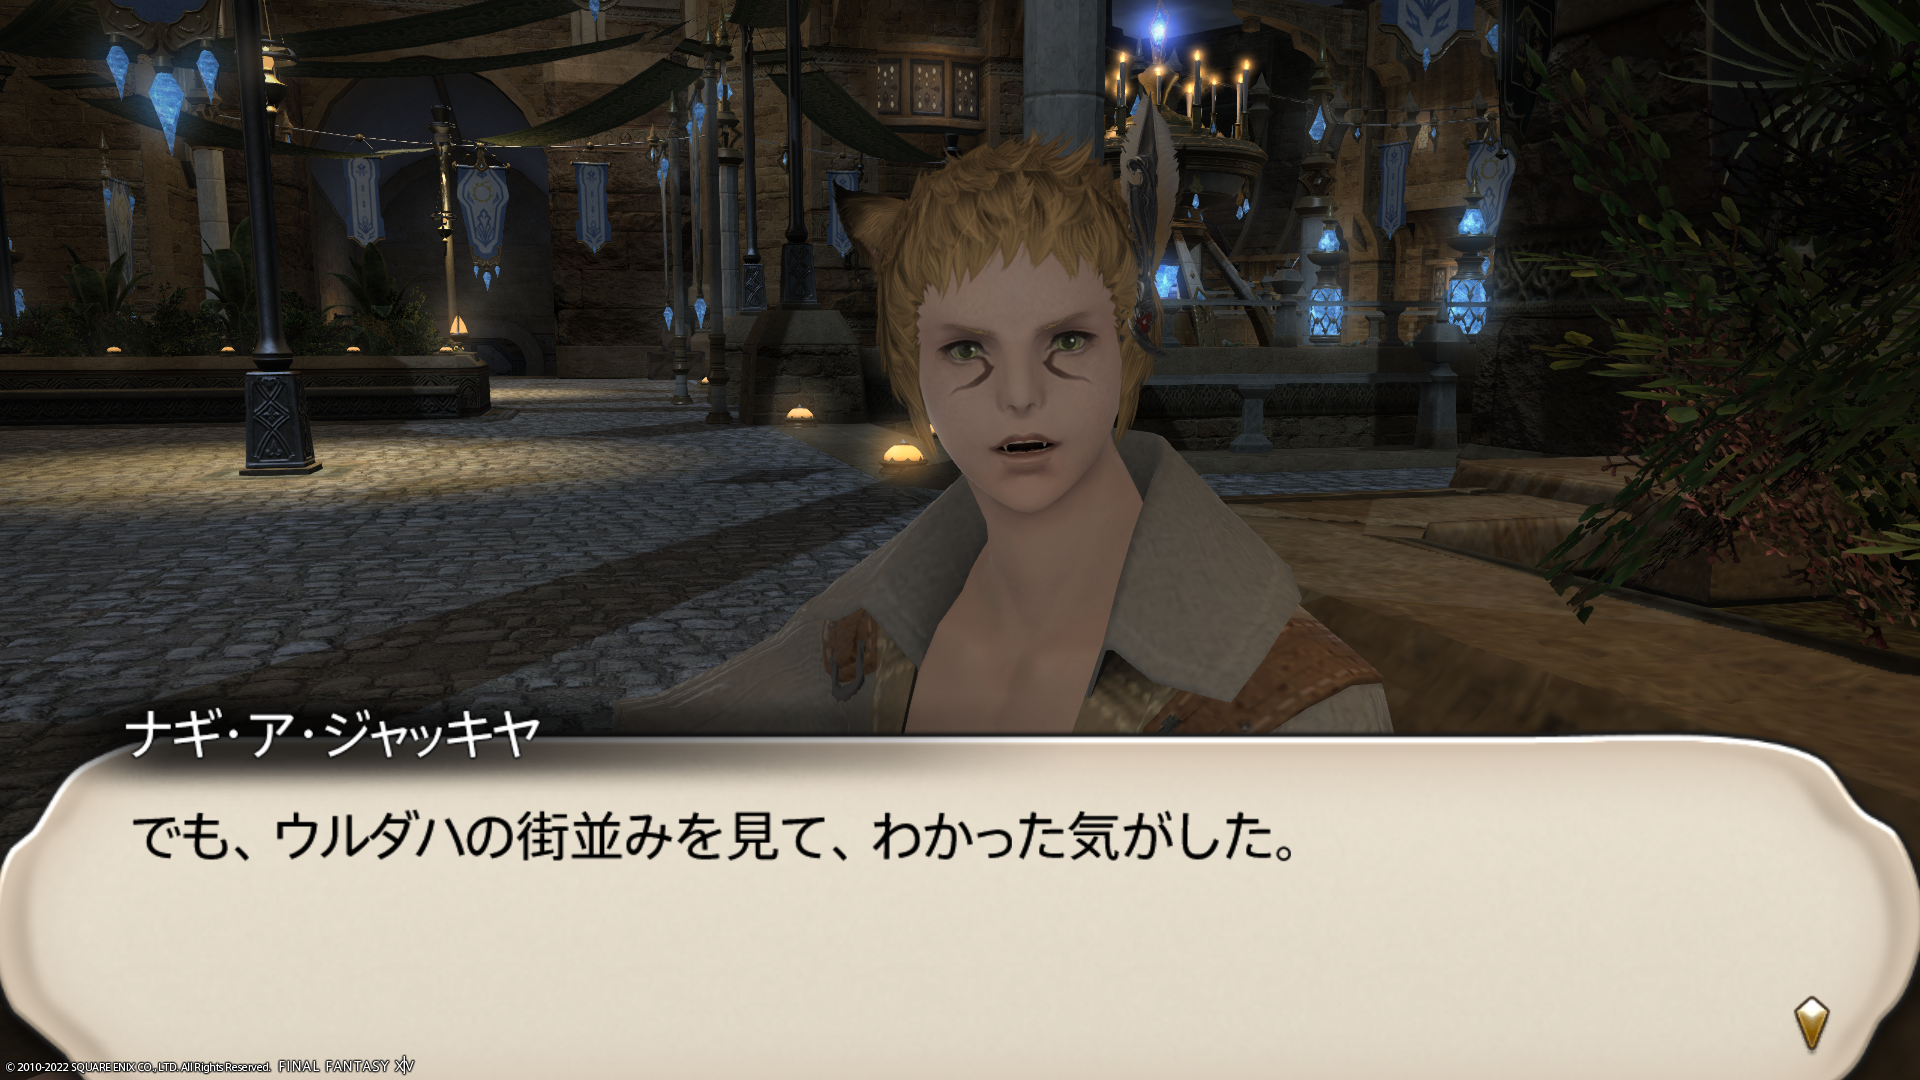 ナギ・ア・ジャッキヤ
でも、ウルダハの街並みを見て、わかった気がした。
© 2010-2022 SQUARE ENIX CO., LTD. All Rights Reserved. FINAL FANTASY XIV